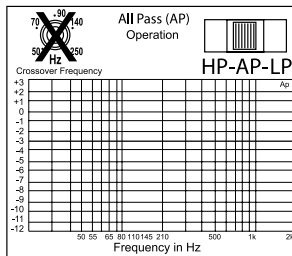 .90
70 140
50 250
Hz
Crossover Frequency
All Pass (AP)
Operation
HP-AP-LP
Ap
+3
+2
+1
0
-1
-2
-3
-4
-5
-6
-7
-8
-9
-10
-11
-12
50 55 65 80 110 145 210 500 1k 2k
Frequency in Hz